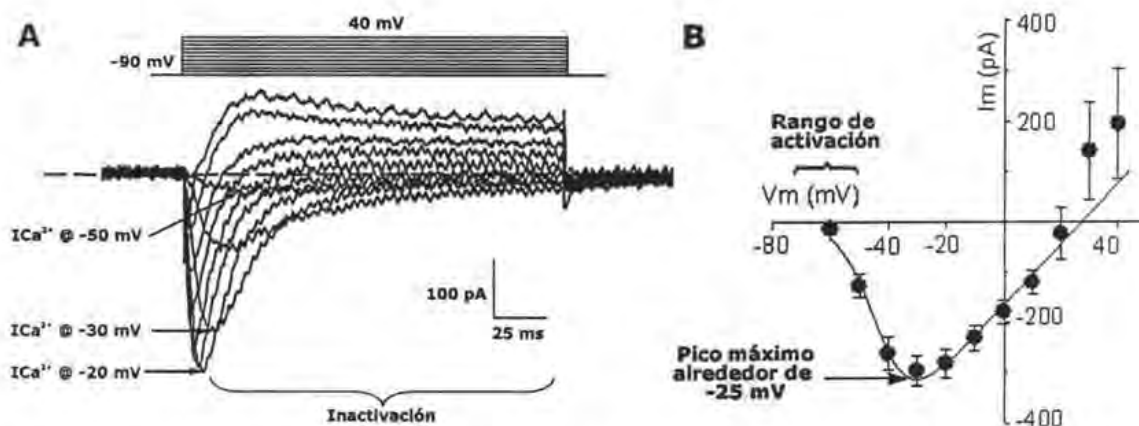 A
40 mV
-90 mV
ICa²⁺ @ -50 mV
ICa²⁺ @ -30 mV
ICa²⁺ @ -20 mV
100 pA
25 ms
Inactivación
B
400
Im (pA)
200
Rango de
activación
Vm (mV)
-80
-40
-20
40
-200
Pico máximo
alrededor de
-25 mV
-400